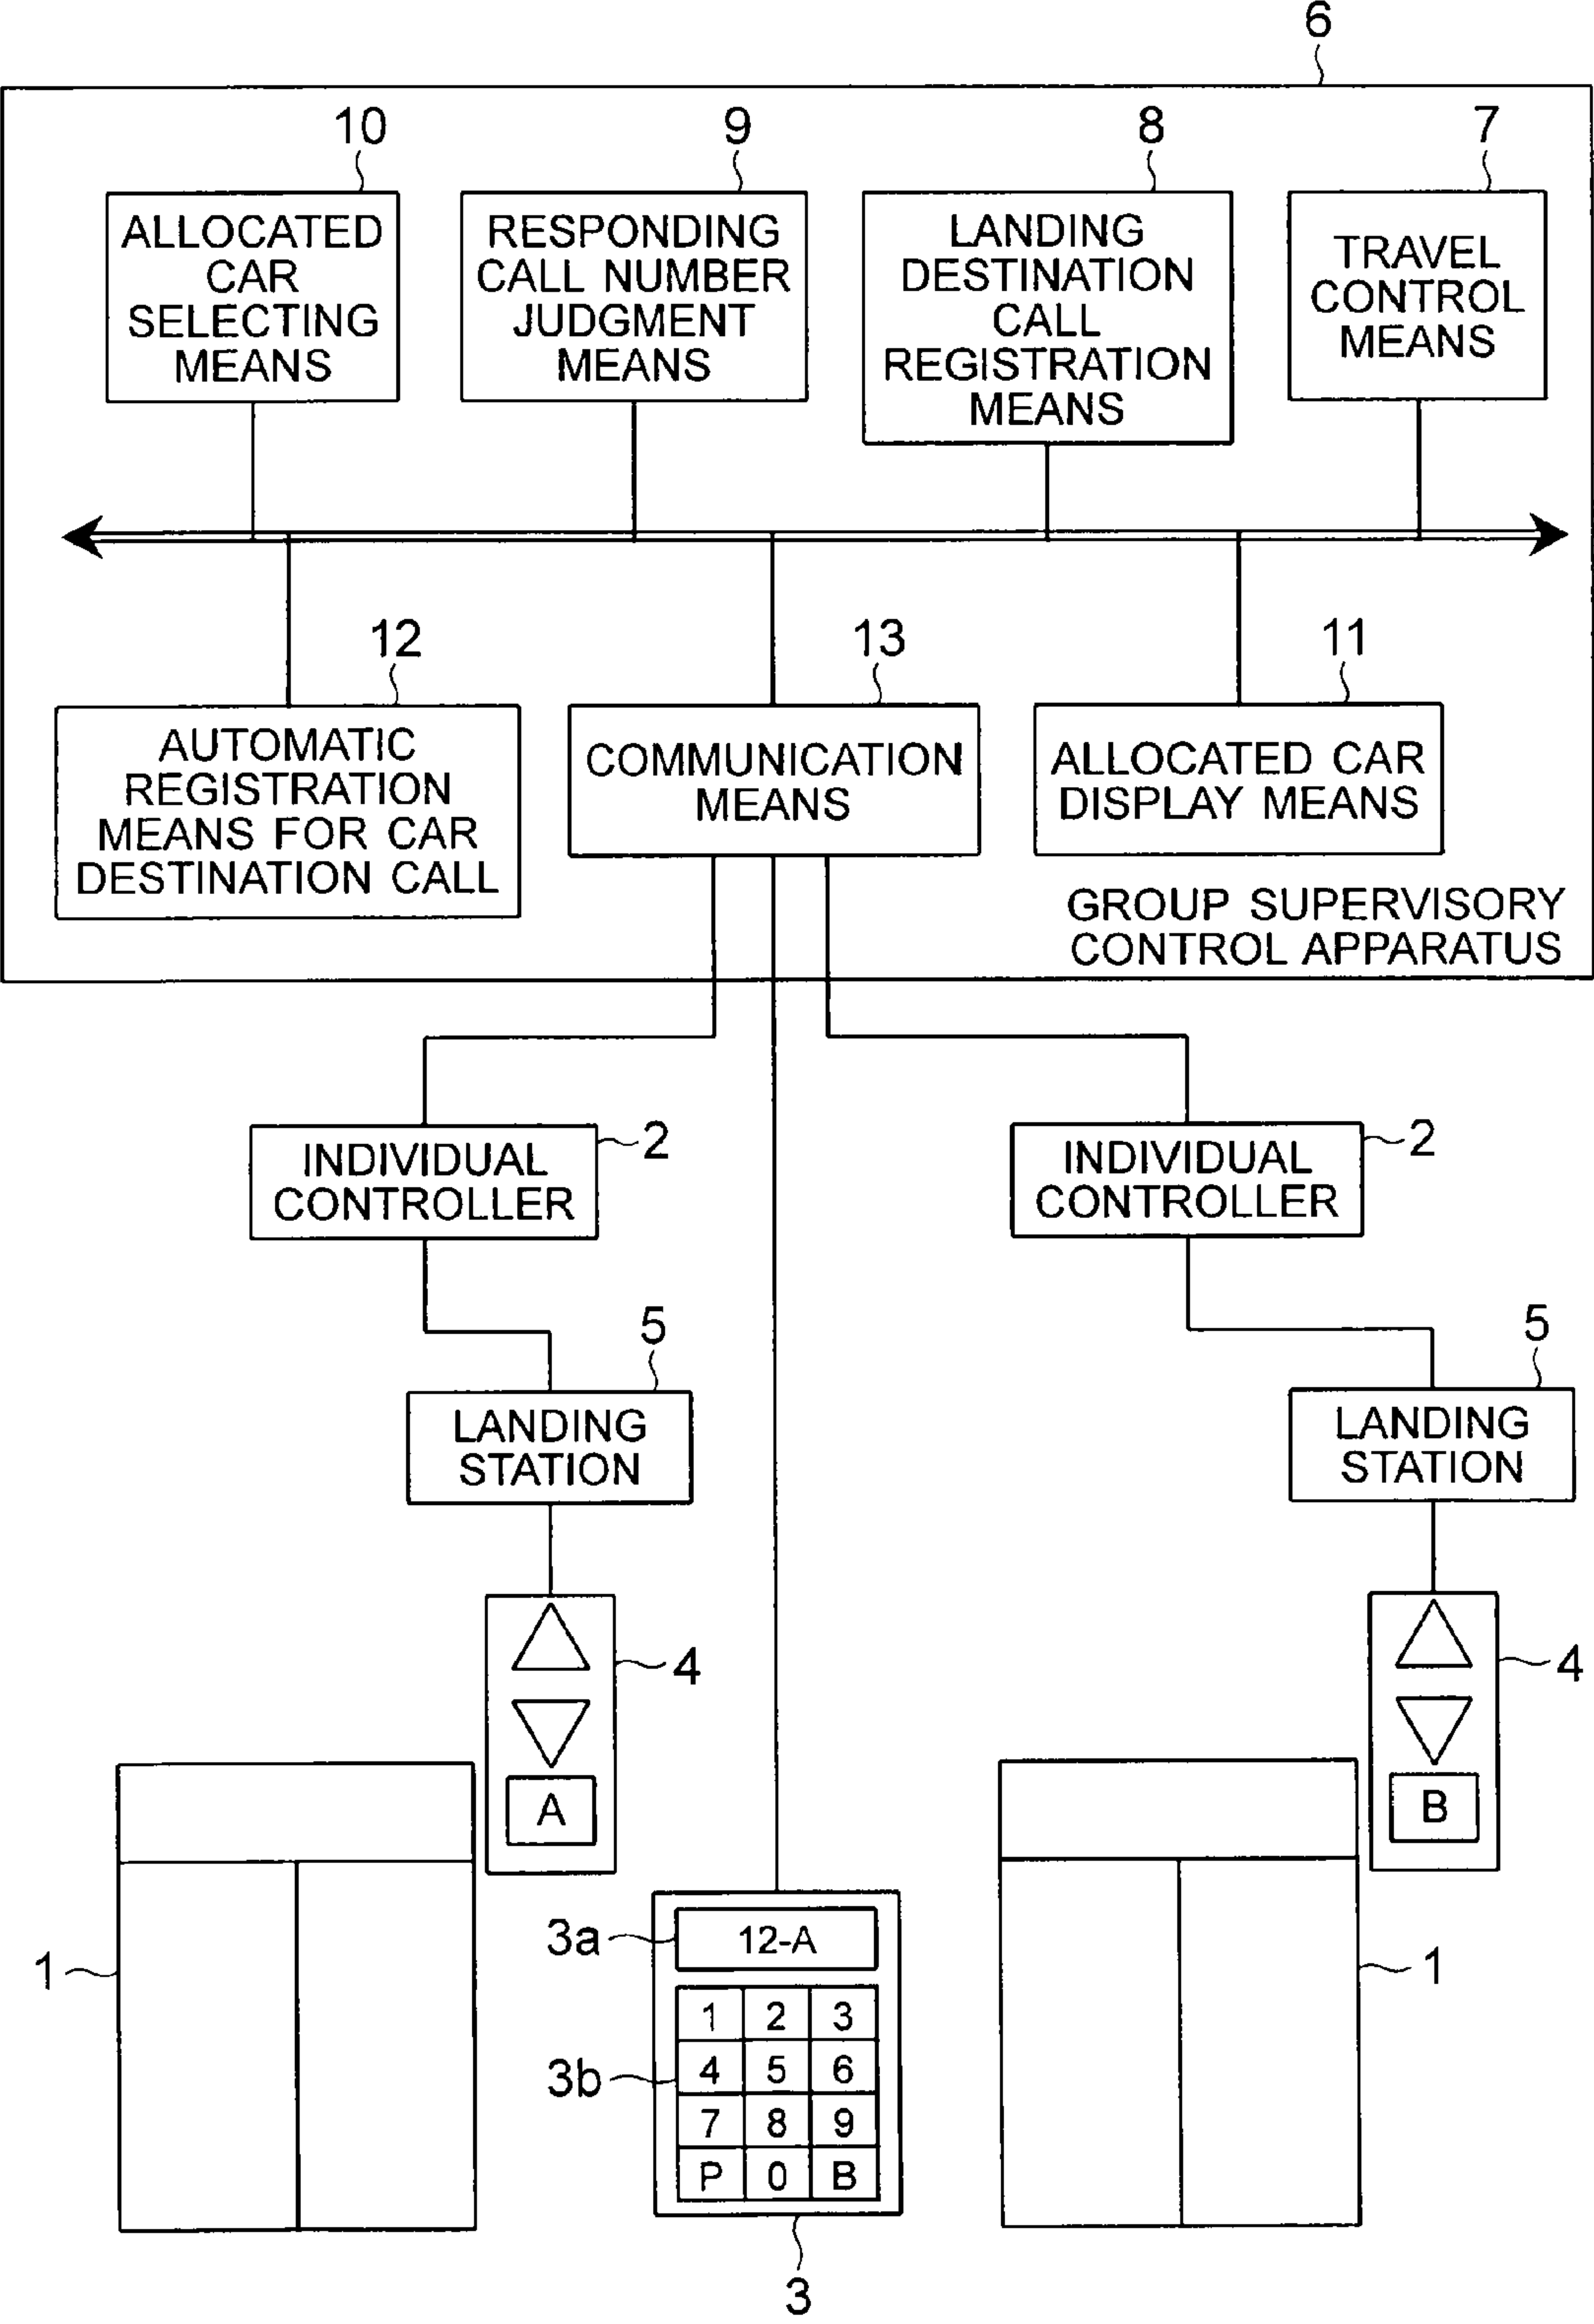 6
10
9
8
7
ALLOCATED
CAR
SELECTING
MEANS
RESPONDING
CALL NUMBER
JUDGMENT
MEANS
LANDING
DESTINATION
CALL
REGISTRATION
MEANS
TRAVEL
CONTROL
MEANS
12
13
11
AUTOMATIC
REGISTRATION
MEANS FOR CAR
DESTINATION CALL
COMMUNICATION
MEANS
ALLOCATED CAR
DISPLAY MEANS
GROUP SUPERVISORY
CONTROL APPARATUS
INDIVIDUAL
CONTROLLER
2
INDIVIDUAL
CONTROLLER
2
5
LANDING
STATION
5
LANDING
STATION
4
A
4
B
1
3a
12-A
3b
1 2 3
4 5 6
7 8 9
P 0 B
3
1